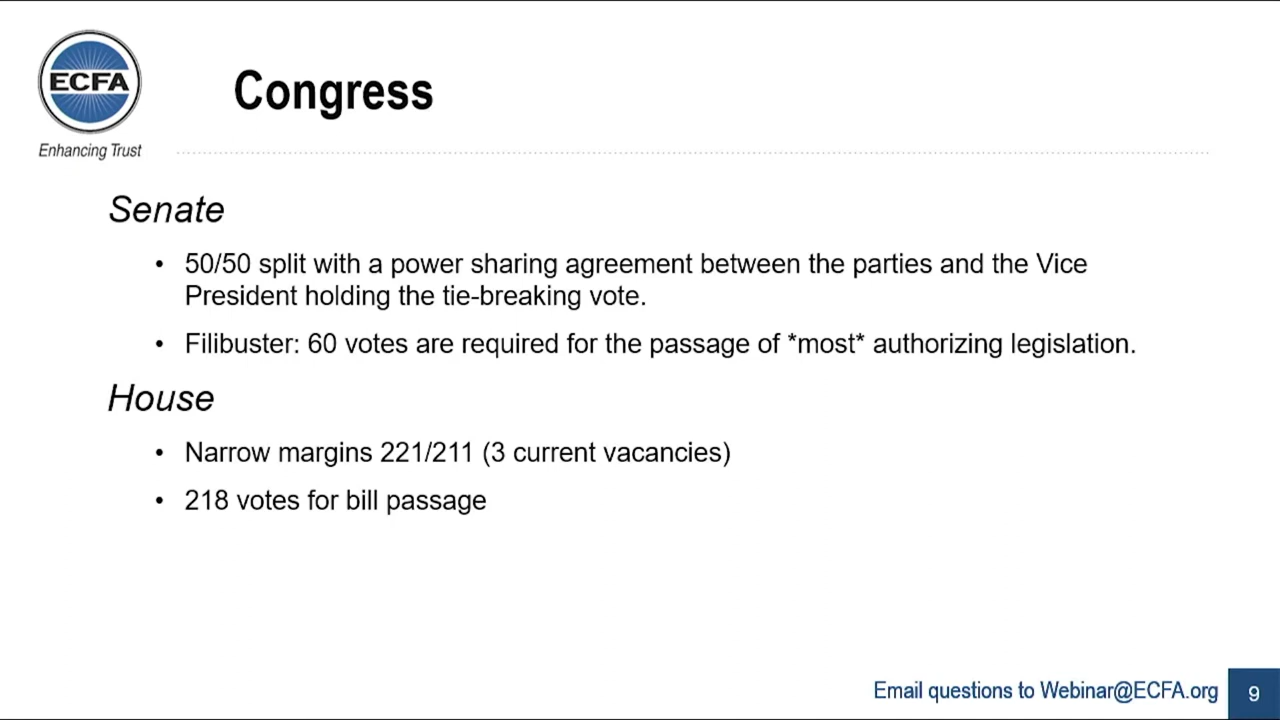 ECFA
Enhancing Trust
Congress
Senate
• 50/50 split with a power sharing agreement between the parties and the Vice
President holding the tie-breaking vote.
• Filibuster: 60 votes are required for the passage of *most* authorizing legislation.
House
• Narrow margins 221/211 (3 current vacancies)
• 218 votes for bill passage
Email questions to Webinar@ECFA.org
9